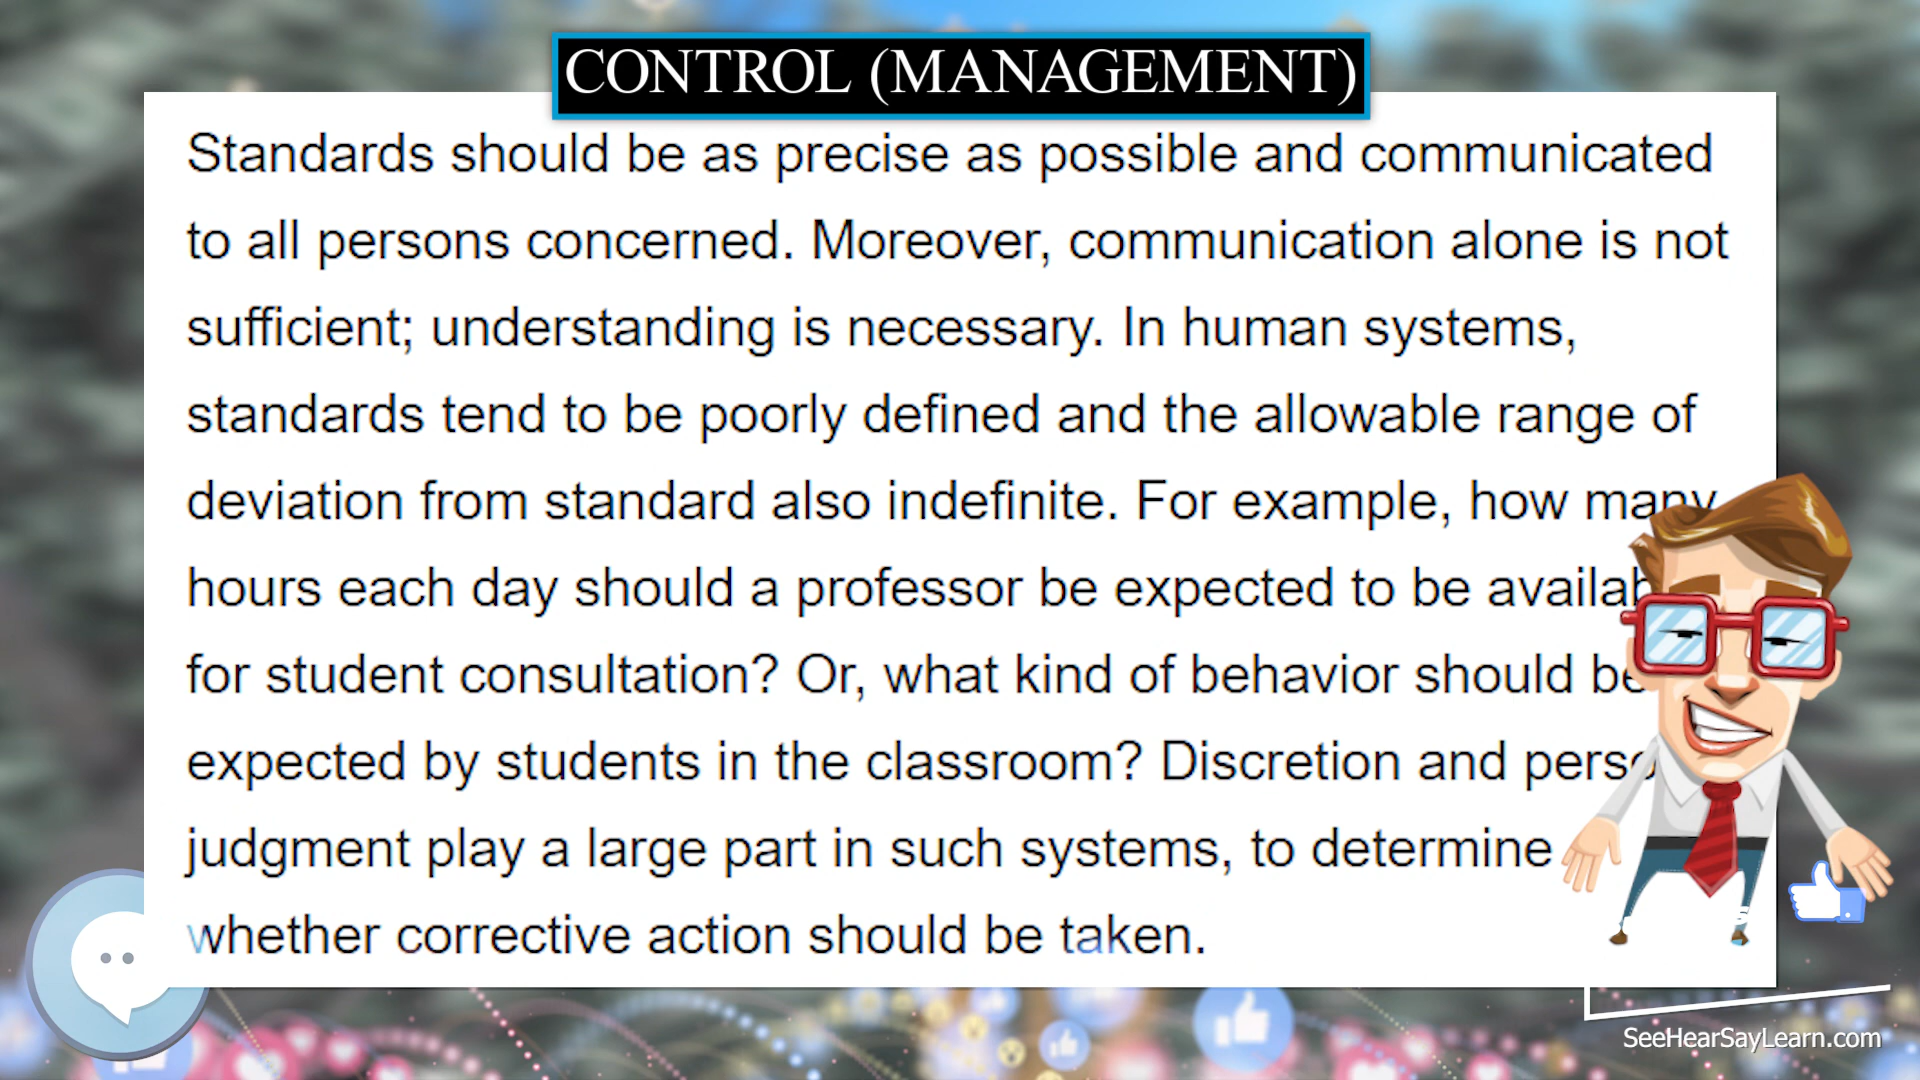 CONTROL (MANAGEMENT)
Standards should be as precise as possible and communicated
to all persons concerned. Moreover, communication alone is not
sufficient; understanding is necessary. In human systems,
standards tend to be poorly defined and the allowable range of
deviation from standard also indefinite. For example, how many
hours each day should a professor be expected to be
for student consultation? Or, what kind of behavior should be
expected by students in the classroom? Discretion and
judgment play a large part in such systems, to determine
whether corrective action should be taken.
SeeHearSayLearn.com